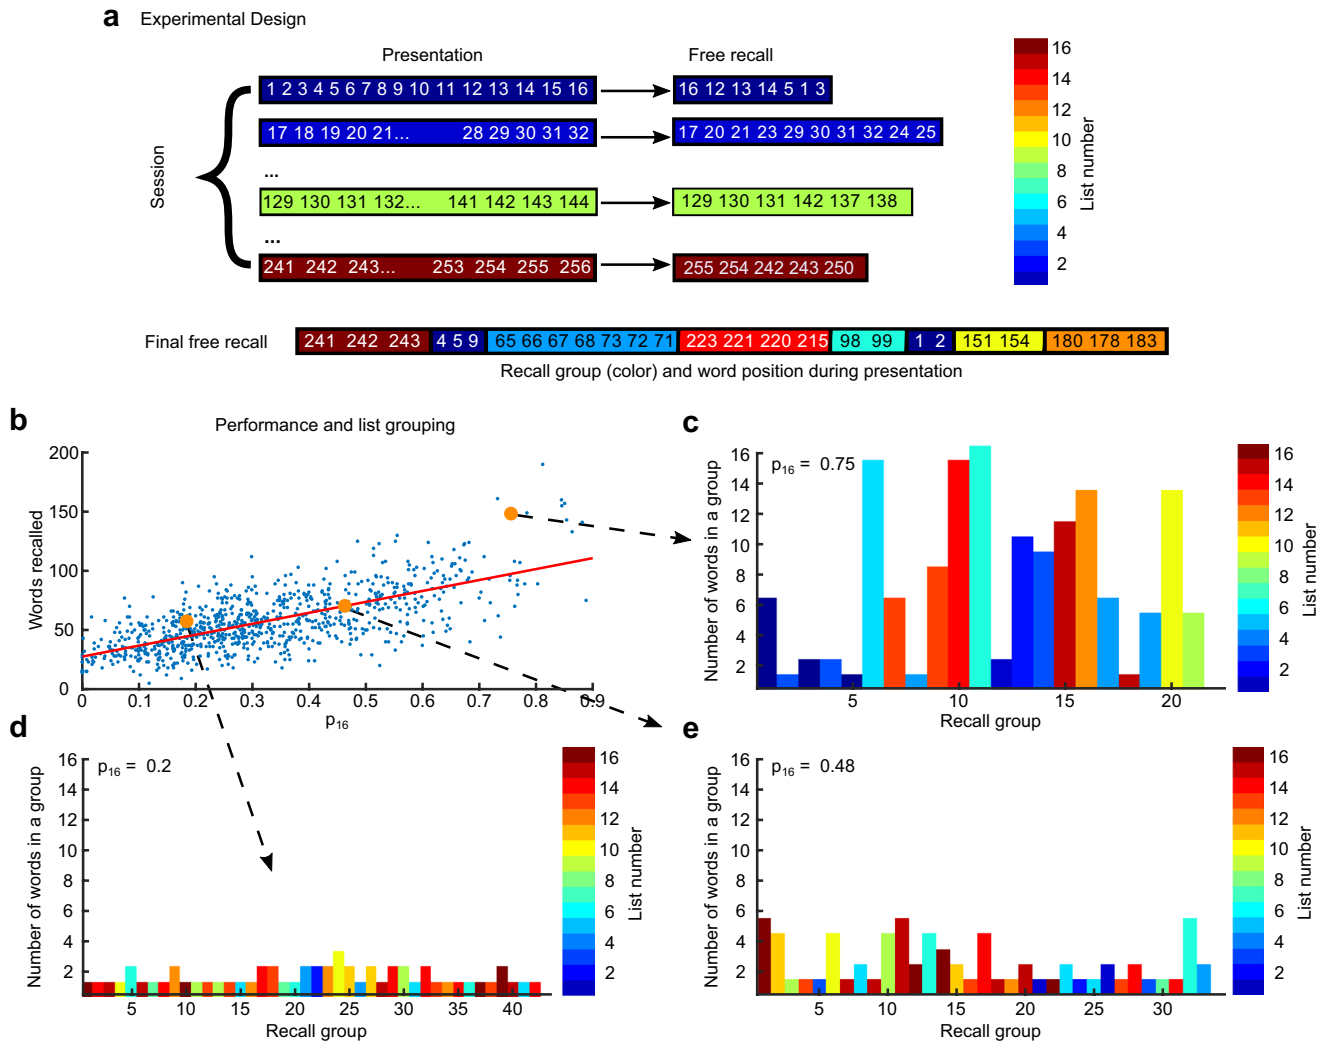 a Experimental Design
Presentation
Free recall
Session
1 2 3 4 5 6 7 8 9 10 11 12 13 14 15 16
16 12 13 14 5 1 3
17 18 19 20 21... 28 29 30 31 32
17 20 21 23 29 30 31 32 24 25
...
129 130 131 132... 141 142 143 144
129 130 131 142 137 138
...
241 242 243... 253 254 255 256
255 254 242 243 250
16
14
12
10
8
6
4
2
List number
Final free recall
241 242 243 4 5 9 65 66 67 68 73 72 71 223 221 220 215 98 99 1 2 151 154 180 178 183
Recall group (color) and word position during presentation
b
Performance and list grouping
Words recalled
200
150
100
50
0
0 0.1 0.2 0.3 0.4 0.5 0.6 0.7 0.8 0.9
p16
c
p16 = 0.75
Number of words in a group
16
14
12
10
8
6
4
2
5 10 15 20
Recall group
16
14
12
10
8
6
4
2
List number
d
p16 = 0.2
Number of words in a group
16
14
12
10
8
6
4
2
5 10 15 20 25 30 35 40
Recall group
16
14
12
10
8
6
4
2
List number
e
p16 = 0.48
Number of words in a group
16
14
12
10
8
6
4
2
5 10 15 20 25 30
Recall group
16
14
12
10
8
6
4
2
List number